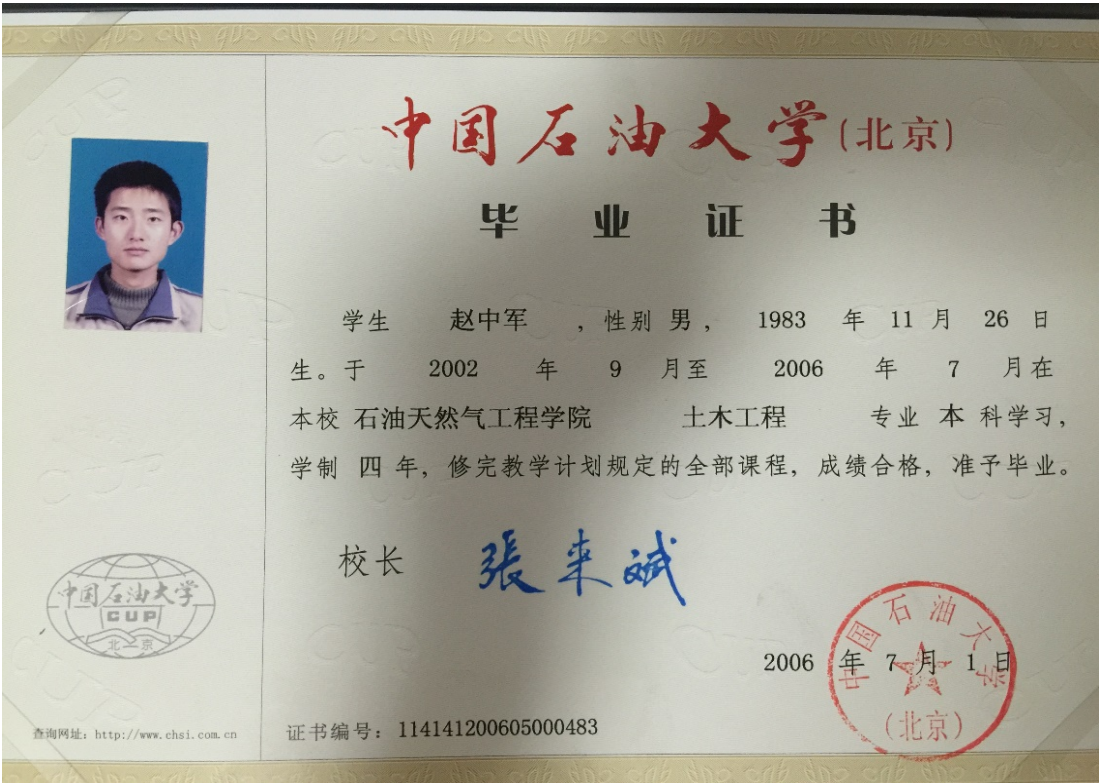 中国石油大学(北京)
毕业证书
学生 赵中军 ，性别 男， 1983 年 11 月 26 日
生。于 2002 年 9 月至 2006 年 7 月在
本校 石油天然气工程学院 土木工程 专业 本 科学习，
学制 四 年，修完教学计划规定的全部课程，成绩合格，准予毕业。
校长 張来斌
中国石油大学
CUP
北京
中国石油大学
(北京)
2006 年 7 月 1 日
查询网址：http://www.chsi.com.cn
证书编号：114141200605000483